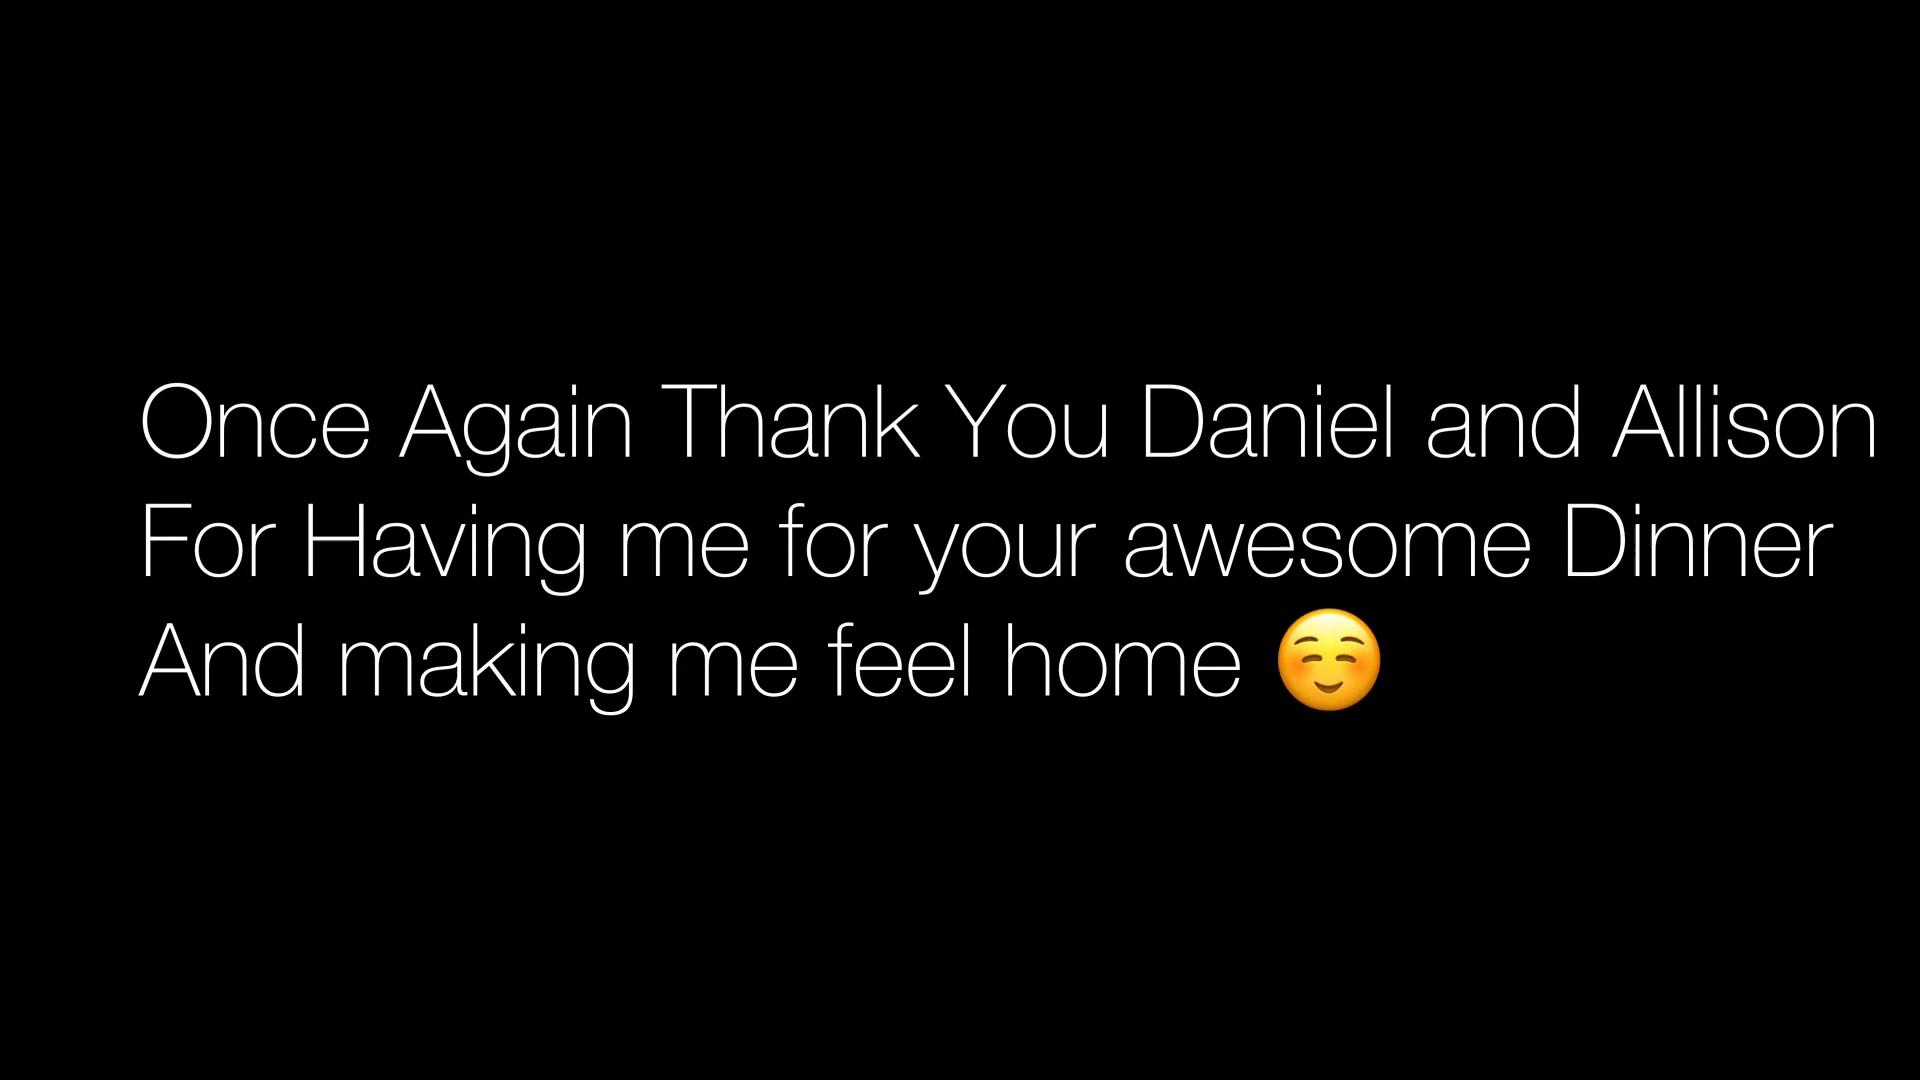 Once Again Thank You Daniel and Allison
For Having me for your awesome Dinner
And making me feel home ☺️